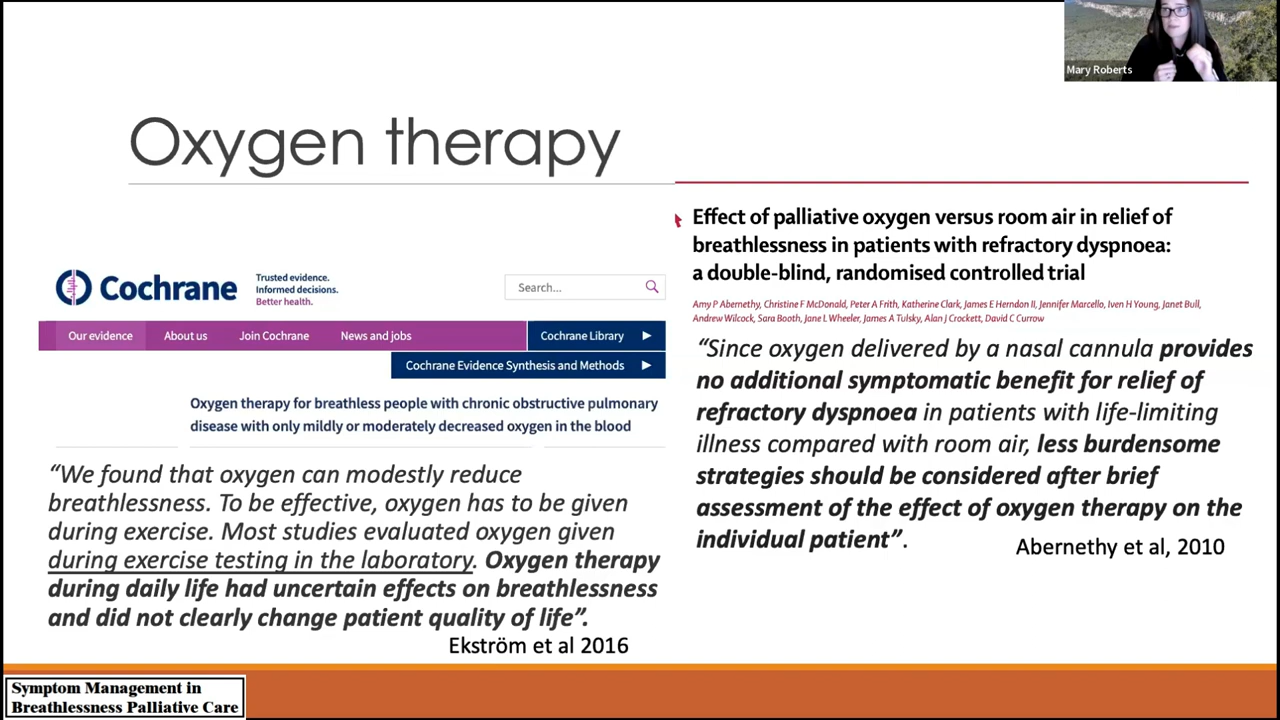 Mary Roberts
Oxygen therapy
Cochrane
Trusted evidence.
Informed decisions.
Better health.
Search...
Our evidence
About us
Join Cochrane
News and jobs
Cochrane Library
Cochrane Evidence Synthesis and Methods
Oxygen therapy for breathless people with chronic obstructive pulmonary
disease with only mildly or moderately decreased oxygen in the blood
“We found that oxygen can modestly reduce
breathlessness. To be effective, oxygen has to be given
during exercise. Most studies evaluated oxygen given
during exercise testing in the laboratory. Oxygen therapy
during daily life had uncertain effects on breathlessness
and did not clearly change patient quality of life”.
Ekström et al 2016
Effect of palliative oxygen versus room air in relief of
breathlessness in patients with refractory dyspnoea:
a double-blind, randomised controlled trial
Amy P Abernethy, Christine F McDonald, Peter A Frith, Katherine Clark, James E Herndon II, Jennifer Marcello, Iven H Young, Janet Bull,
Andrew Wilcock, Sara Booth, Jane L Wheeler, James A Tulsky, Alan J Crockett, David C Currow
“Since oxygen delivered by a nasal cannula provides
no additional symptomatic benefit for relief of
refractory dyspnoea in patients with life-limiting
illness compared with room air, less burdensome
strategies should be considered after brief
assessment of the effect of oxygen therapy on the
individual patient”.
Abernethy et al, 2010
Symptom Management in
Breathlessness Palliative Care